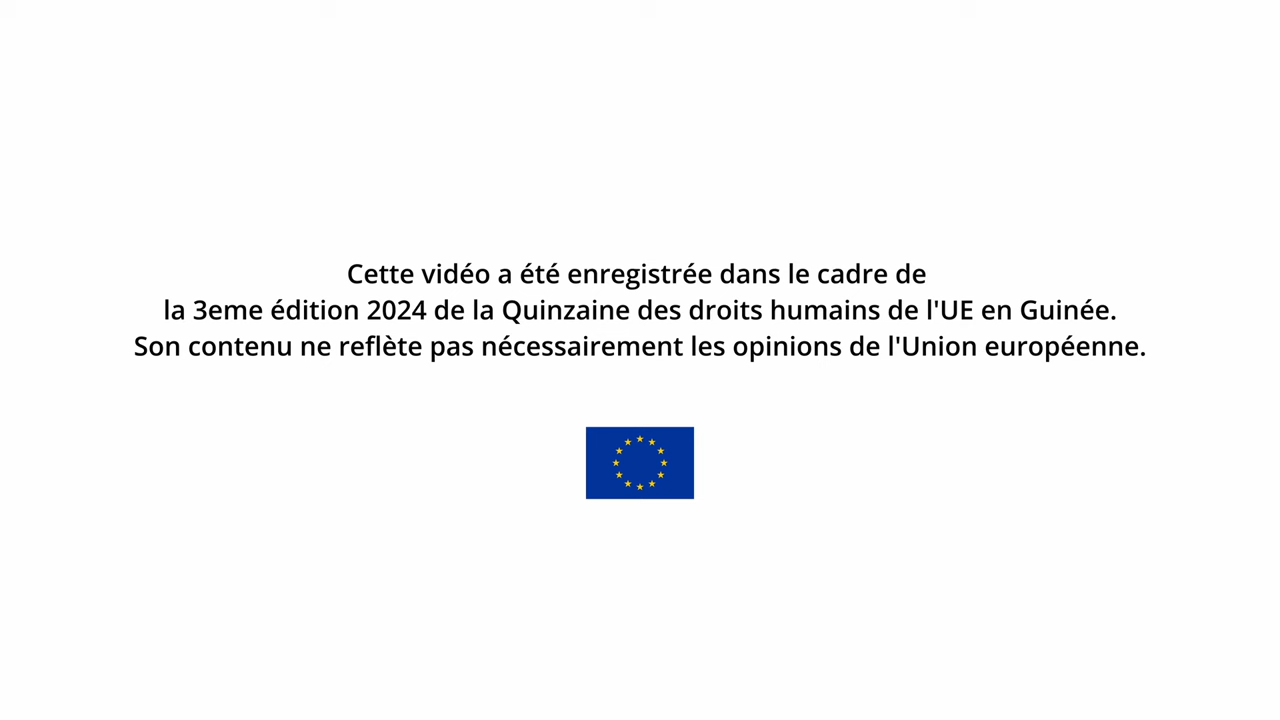 Cette vidéo a été enregistrée dans le cadre de
la 3eme édition 2024 de la Quinzaine des droits humains de l'UE en Guinée.
Son contenu ne reflète pas nécessairement les opinions de l'Union européenne.